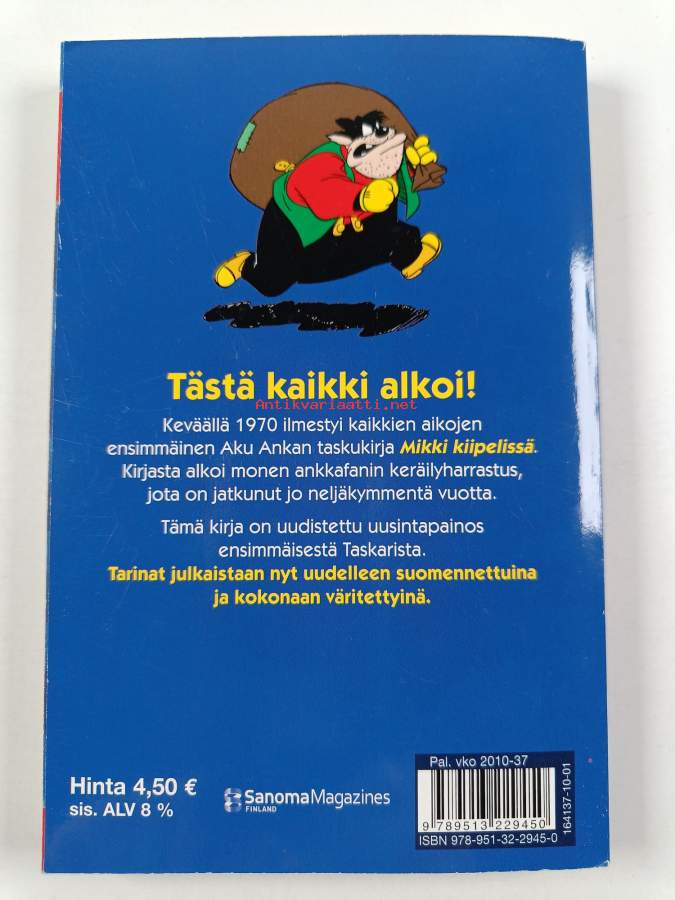 Tästä kaikki alkoi!
Antikvariaatti.net
Keväällä 1970 ilmestyi kaikkien aikojen
ensimmäinen Aku Ankan taskukirja Mikki kiipelissä.
Kirjasta alkoi monen ankkafanin keräilyharrastus,
jota on jatkunut jo neljäkymmentä vuotta.
Tämä kirja on uudistettu uusintapainos
ensimmäisestä Taskarista.
Tarinat julkaistaan nyt uudelleen suomennettuina
ja kokonaan väritettyinä.
Hinta 4,50 €
sis. ALV 8 %
SanomaMagazines
FINLAND
Pal. vko 2010-37
9 789513 229450
ISBN 978-951-32-2945-0
164137-10-01